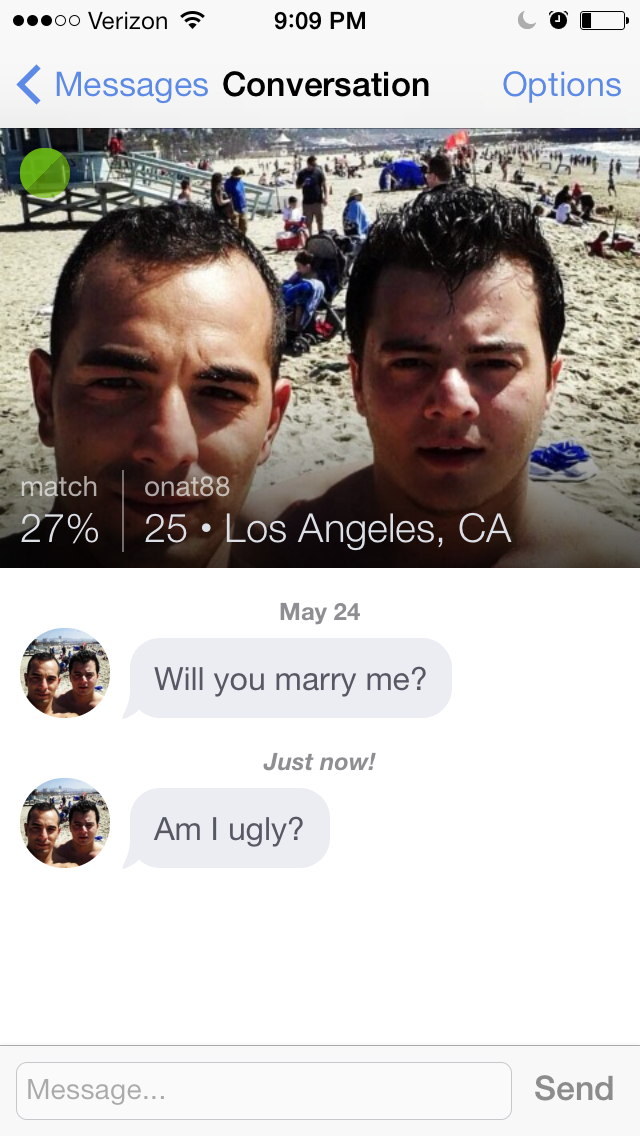 Verizon 9:09 PM
Messages Conversation Options
match onat88
27% 25 • Los Angeles, CA
May 24
Will you marry me?
Just now!
Am I ugly?
Message... Send